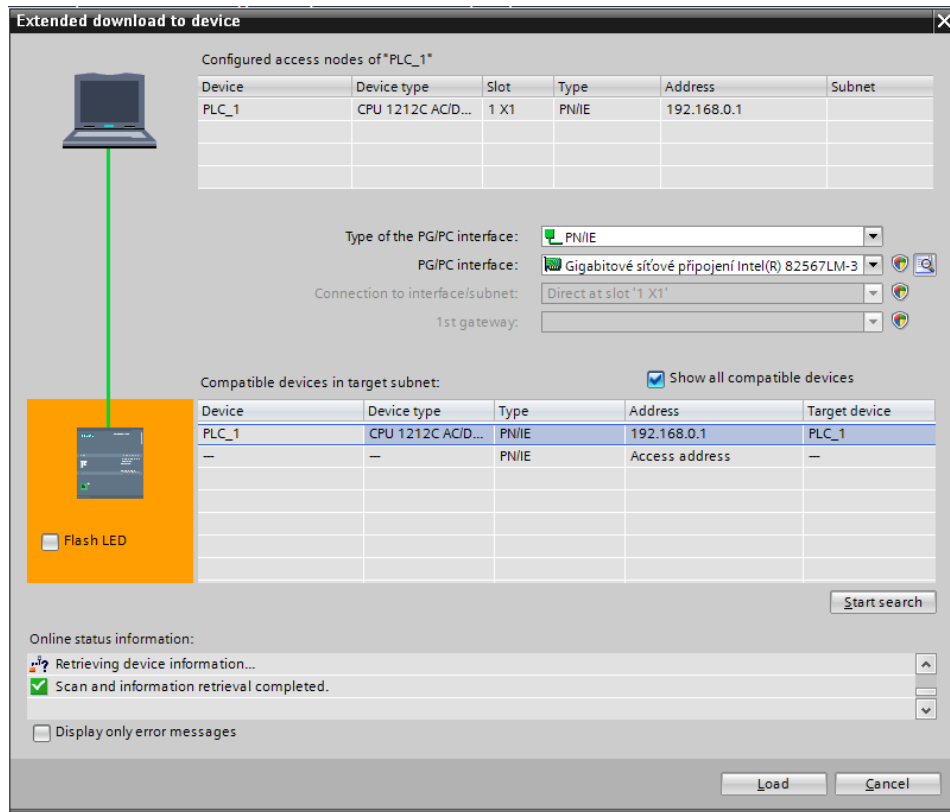 Extended download to device
Configured access nodes of "PLC_1"
Device Device type Slot Type Address Subnet
PLC_1 CPU 1212C AC/D... 1 X1 PN/IE 192.168.0.1
Type of the PG/PC interface: PN/IE
PG/PC interface: Gigabitové síťové připojení Intel(R) 82567LM-3
Connection to interface/subnet: Direct at slot '1 X1'
1st gateway:
Compatible devices in target subnet: Show all compatible devices
Device Device type Type Address Target device
PLC_1 CPU 1212C AC/D... PN/IE 192.168.0.1 PLC_1
— — PN/IE Access address —
Flash LED
Start search
Online status information:
Retrieving device information...
Scan and information retrieval completed.
Display only error messages
Load Cancel